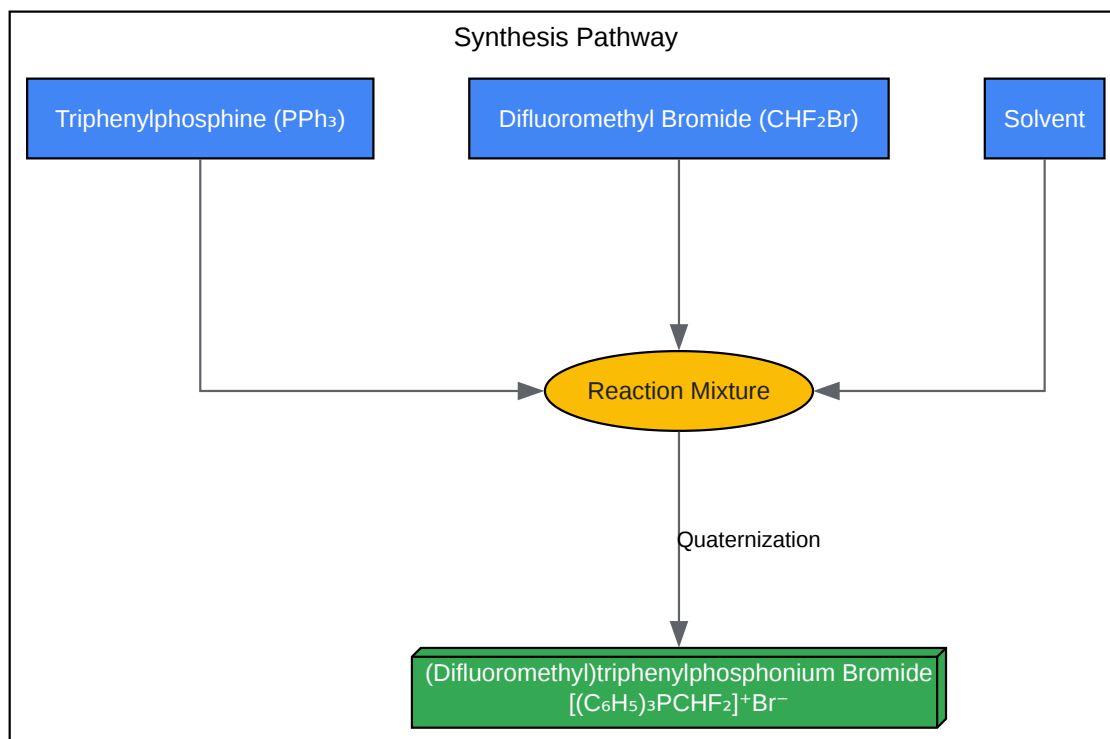 Synthesis Pathway
Triphenylphosphine (PPh₃)
Difluoromethyl Bromide (CHF₂Br)
Solvent
Reaction Mixture
Quaternization
(Difluoromethyl)triphenylphosphonium Bromide
[(C₆H₅)₃PCHF₂]⁺Br⁻